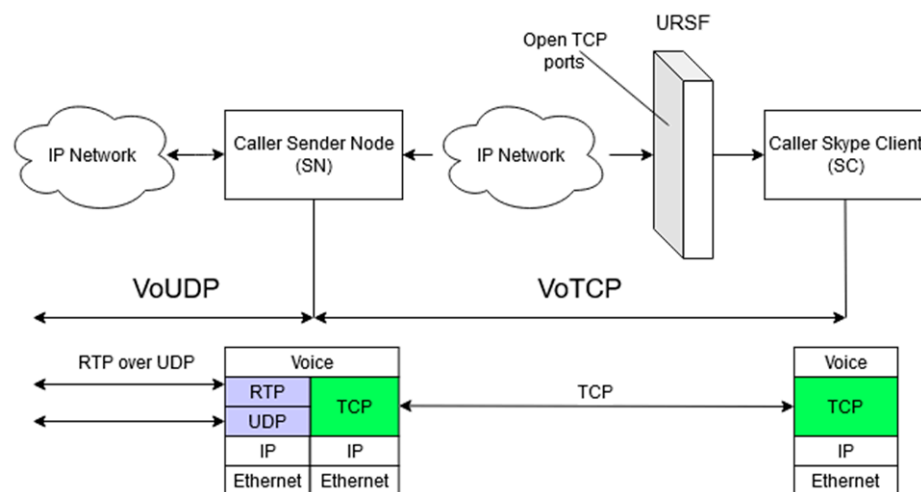 URSF
Open TCP
ports
IP Network
Caller Sender Node
(SN)
IP Network
Caller Skype Client
(SC)
VoUDP
VoTCP
RTP over UDP
Voice
RTP
UDP
TCP
IP
IP
Ethernet
Ethernet
TCP
Voice
TCP
IP
Ethernet